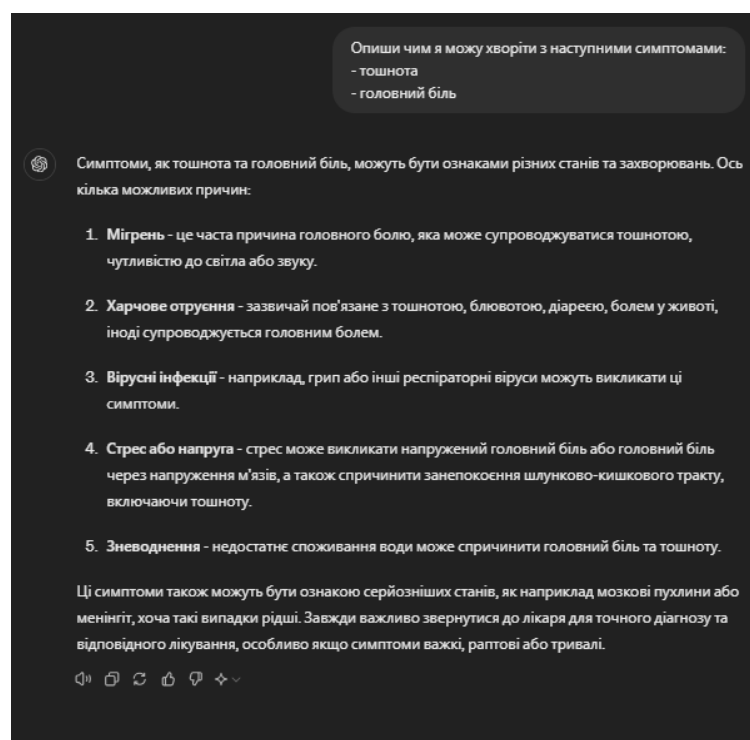 Опиши чим я можу хворіти з наступними симптомами:
- тошнота
- головний біль
Симптоми, як тошнота та головний біль, можуть бути ознаками різних станів та захворювань. Ось
кілька можливих причин:
1. Мігрень - це часта причина головного болю, яка може супроводжуватися тошнотою,
чутливістю до світла або звуку.
2. Харчове отруєння - зазвичай пов'язане з тошнотою, блювотою, діареєю, болем у животі,
іноді супроводжується головним болем.
3. Вірусні інфекції - наприклад, грип або інші респіраторні віруси можуть викликати ці
симптоми.
4. Стрес або напруга - стрес може викликати напружений головний біль або головний біль
через напруження м'язів, а також спричинити занепокоєння шлунково-кишкового тракту,
включаючи тошноту.
5. Зневоднення - недостатнє споживання води може спричинити головний біль та тошноту.
Ці симптоми також можуть бути ознакою серйозніших станів, як наприклад мозкові пухлини або
менінгіт, хоча такі випадки рідші. Завжди важливо звернутися до лікаря для точного діагнозу та
відповідного лікування, особливо якщо симптоми важкі, раптові або тривалі.